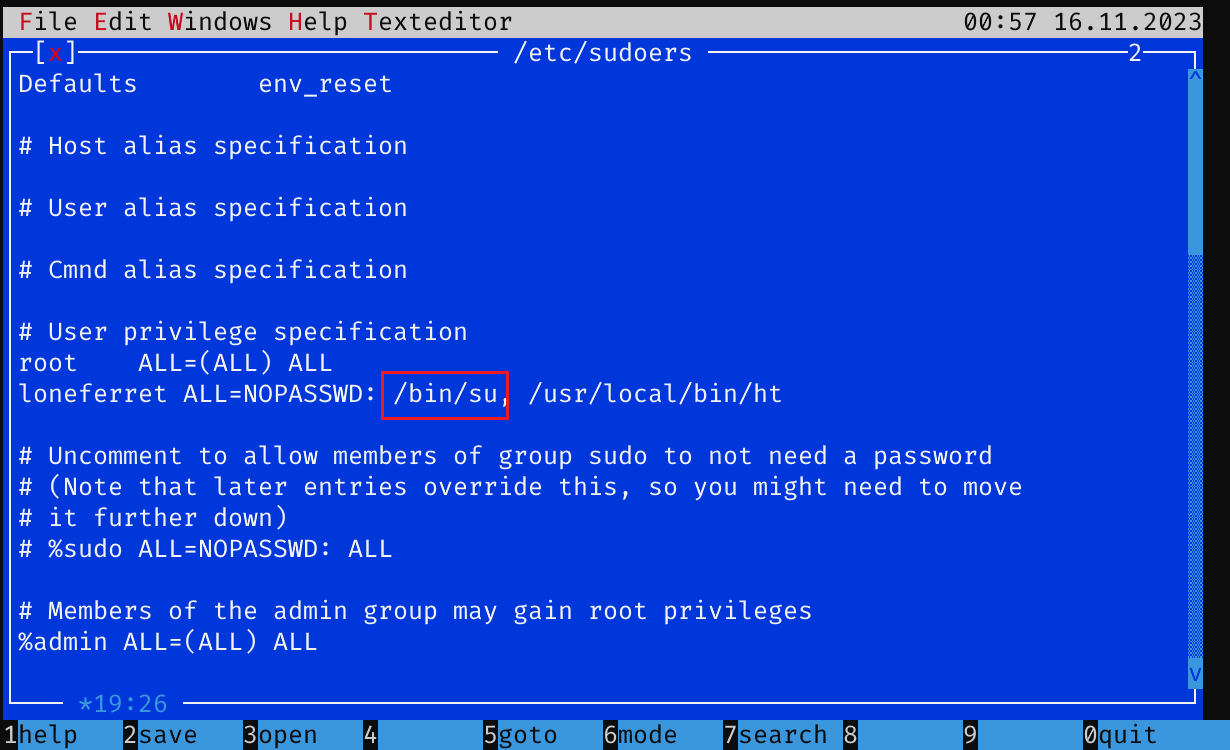 File Edit Windows Help Texteditor 00:57 16.11.2023
[x] /etc/sudoers 2
Defaults        env_reset
# Host alias specification
# User alias specification
# Cmnd alias specification
# User privilege specification
root    ALL=(ALL) ALL
loneferret ALL=NOPASSWD: /bin/su, /usr/local/bin/ht
# Uncomment to allow members of group sudo to not need a password
# (Note that later entries override this, so you might need to move
# it further down)
# %sudo ALL=NOPASSWD: ALL
# Members of the admin group may gain root privileges
%admin ALL=(ALL) ALL
*19:26
1help 2save 3open 4 5goto 6mode 7search 8 9 0quit